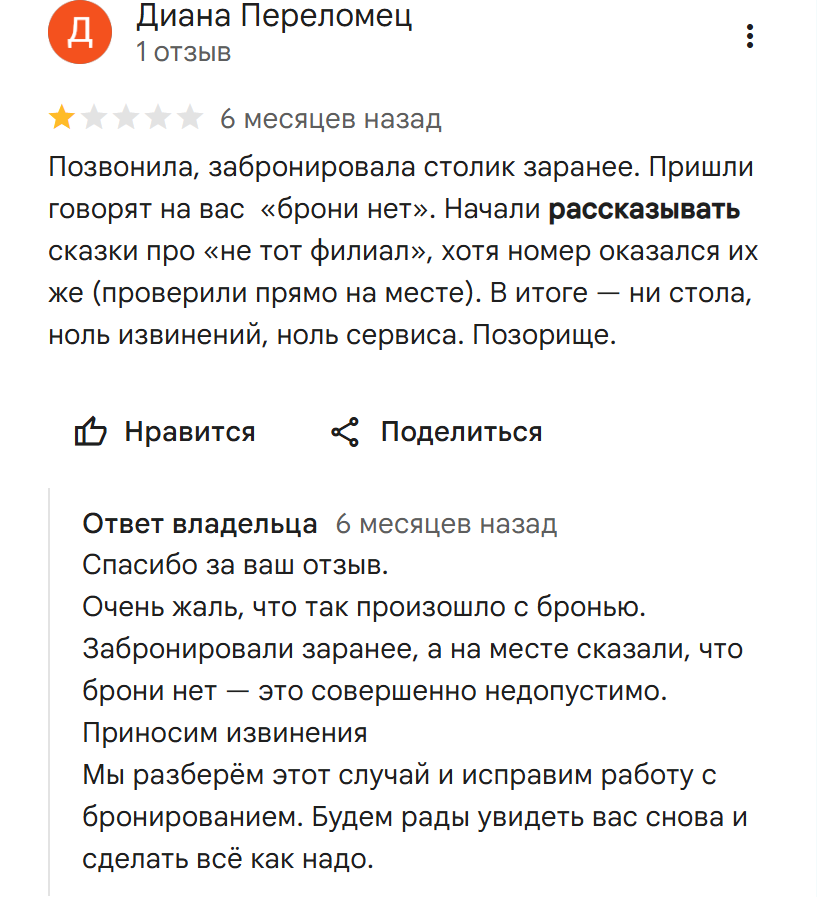 Д
Диана Переломец
1 отзыв
6 месяцев назад
Позвонила, забронировала столик заранее. Пришли
говорят на вас «брони нет». Начали рассказывать
сказки про «не тот филиал», хотя номер оказался их
же (проверили прямо на месте). В итоге — ни стола,
ноль извинений, ноль сервиса. Позорище.
Нравится
Поделиться
Ответ владельца 6 месяцев назад
Спасибо за ваш отзыв.
Очень жаль, что так произошло с бронью.
Забронировали заранее, а на месте сказали, что
брони нет — это совершенно недопустимо.
Приносим извинения
Мы разберём этот случай и исправим работу с
бронированием. Будем рады увидеть вас снова и
сделать всё как надо.